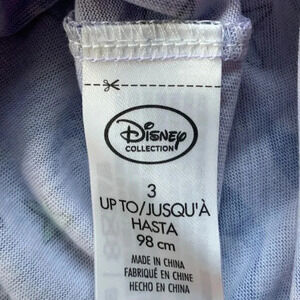 Disney
COLLECTION
3
UP TO/JUSQU'À
HASTA
98 cm
MADE IN CHINA
FABRIQUÉ EN CHINE
HECHO EN CHINA